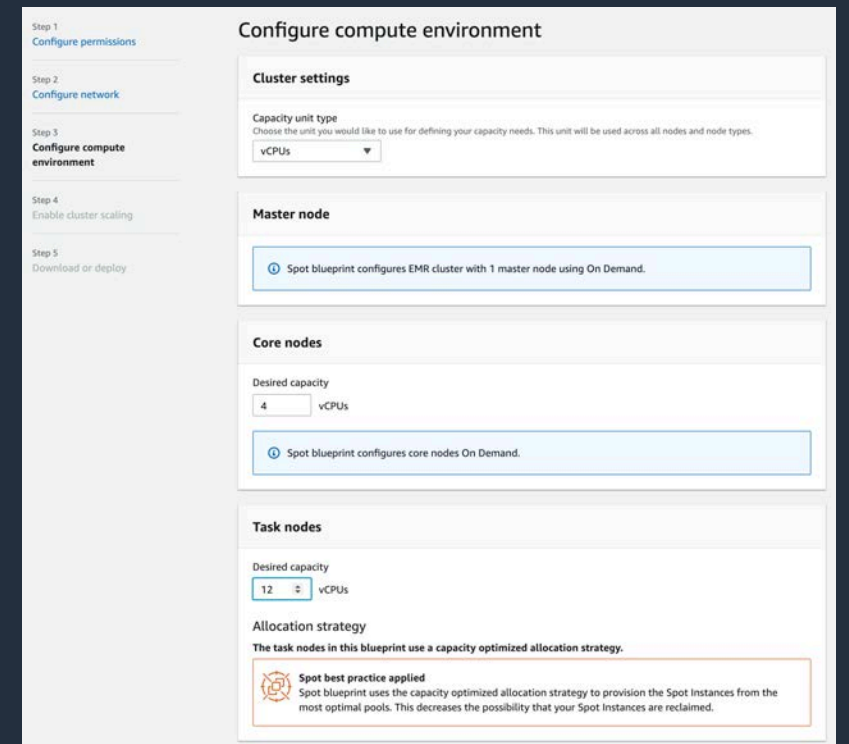 Step 1
Configure permissions
Step 2
Configure network
Step 3
Configure compute
environment
Step 4
Enable cluster scaling
Step 5
Download or deploy
Configure compute environment
Cluster settings
Capacity unit type
Choose the unit you would like to use for defining your capacity needs. This unit will be used across all nodes and node types.
vCPUs
Master node
Spot blueprint configures EMR cluster with 1 master node using On Demand.
Core nodes
Desired capacity
4 vCPUs
Spot blueprint configures core nodes On Demand.
Task nodes
Desired capacity
12 vCPUs
Allocation strategy
The task nodes in this blueprint use a capacity optimized allocation strategy.
Spot best practice applied
Spot blueprint uses the capacity optimized allocation strategy to provision the Spot Instances from the
most optimal pools. This decreases the possibility that your Spot Instances are reclaimed.